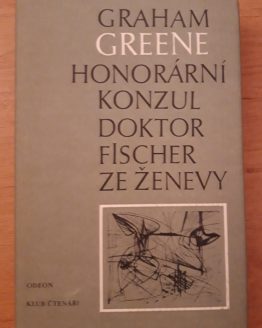 GRAHAM
GREENE
HONORÁRNÍ
KONZUL
DOKTOR
FISCHER
ZE ŽENEVY
ODEON
KLUB ČTENÁŘŮ